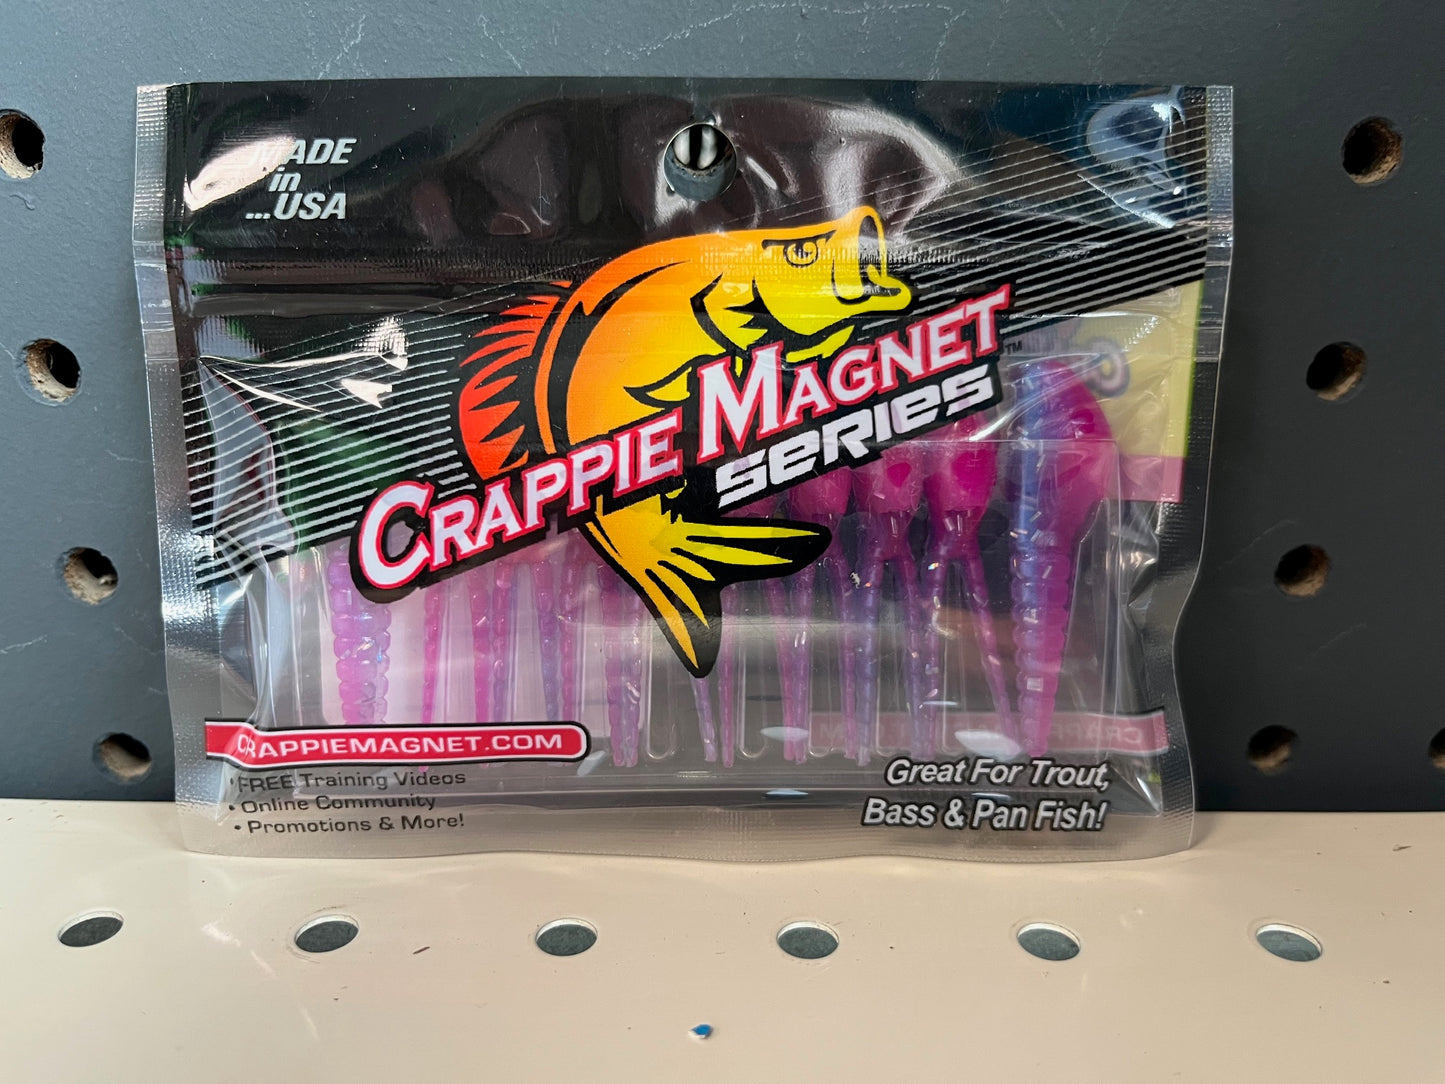 MADE
in
...USA
CRAPPIE MAGNET™
SERIES
CRAPPIEMAGNET.COM
• FREE Training Videos
• Online Community
• Promotions & More!
Great For Trout,
Bass & Pan Fish!